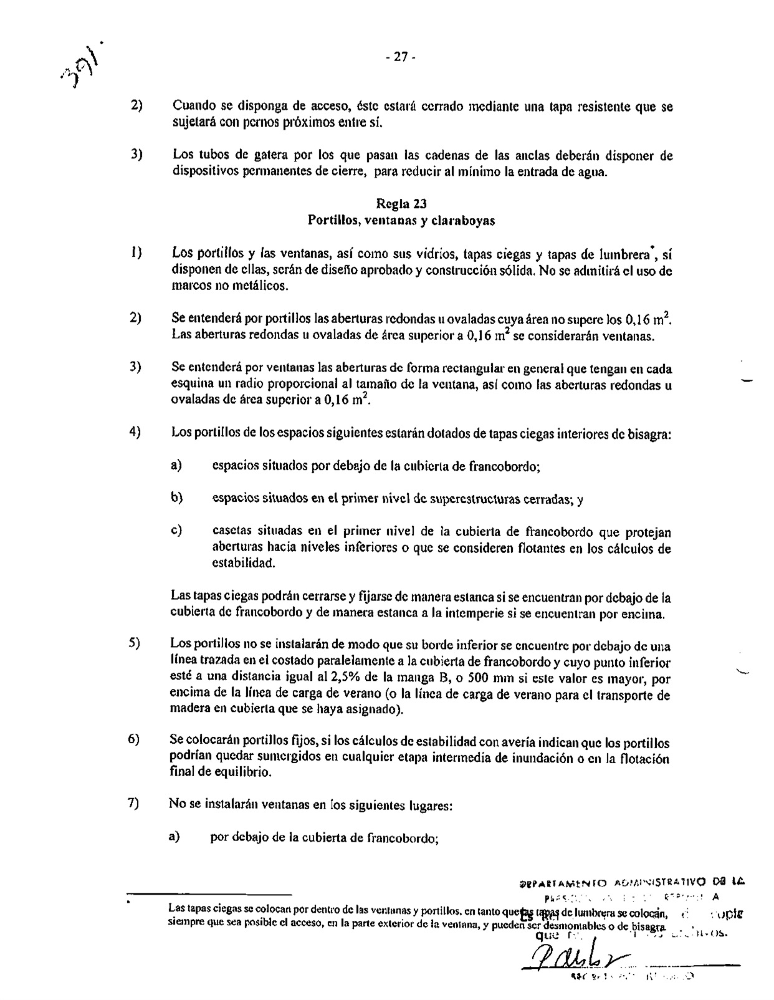 391.
- 27 -
2) Cuando se disponga de acceso, éste estará cerrado mediante una tapa resistente que se
sujetará con pernos próximos entre sí.
3) Los tubos de gatera por los que pasan las cadenas de las anclas deberán disponer de
dispositivos permanentes de cierre, para reducir al mínimo la entrada de agua.
Regla 23
Portillos, ventanas y claraboyas
1) Los portillos y las ventanas, así como sus vidrios, tapas ciegas y tapas de lumbrera*, si
disponen de ellas, serán de diseño aprobado y construcción sólida. No se admitirá el uso de
marcos no metálicos.
2) Se entenderá por portillos las aberturas redondas u ovaladas cuya área no supere los 0,16 m².
Las aberturas redondas u ovaladas de área superior a 0,16 m² se considerarán ventanas.
3) Se entenderá por ventanas las aberturas de forma rectangular en general que tengan en cada
esquina un radio proporcional al tamaño de la ventana, así como las aberturas redondas u
ovaladas de área superior a 0,16 m².
4) Los portillos de los espacios siguientes estarán dotados de tapas ciegas interiores de bisagra:
a) espacios situados por debajo de la cubierta de francobordo;
b) espacios situados en el primer nivel de superestructuras cerradas; y
c) casetas situadas en el primer nivel de la cubierta de francobordo que protejan
aberturas hacia niveles inferiores o que se consideren flotantes en los cálculos de
estabilidad.
Las tapas ciegas podrán cerrarse y fijarse de manera estanca si se encuentran por debajo de la
cubierta de francobordo y de manera estanca a la intemperie si se encuentran por encima.
5) Los portillos no se instalarán de modo que su borde inferior se encuentre por debajo de una
línea trazada en el costado paralelamente a la cubierta de francobordo y cuyo punto inferior
esté a una distancia igual al 2,5% de la manga B, o 500 mm si este valor es mayor, por
encima de la línea de carga de verano (o la línea de carga de verano para el transporte de
madera en cubierta que se haya asignado).
6) Se colocarán portillos fijos, si los cálculos de estabilidad con avería indican que los portillos
podrían quedar sumergidos en cualquier etapa intermedia de inundación o en la flotación
final de equilibrio.
7) No se instalarán ventanas en los siguientes lugares:
a) por debajo de la cubierta de francobordo;
DEPARTAMENTO ADMINISTRATIVO DE LA
* Las tapas ciegas se colocan por dentro de las ventanas y portillos, en tanto que las tapas de lumbrera se colocan,
siempre que sea posible el acceso, en la parte exterior de la ventana, y pueden ser desmontables o de bisagra.
Es
que